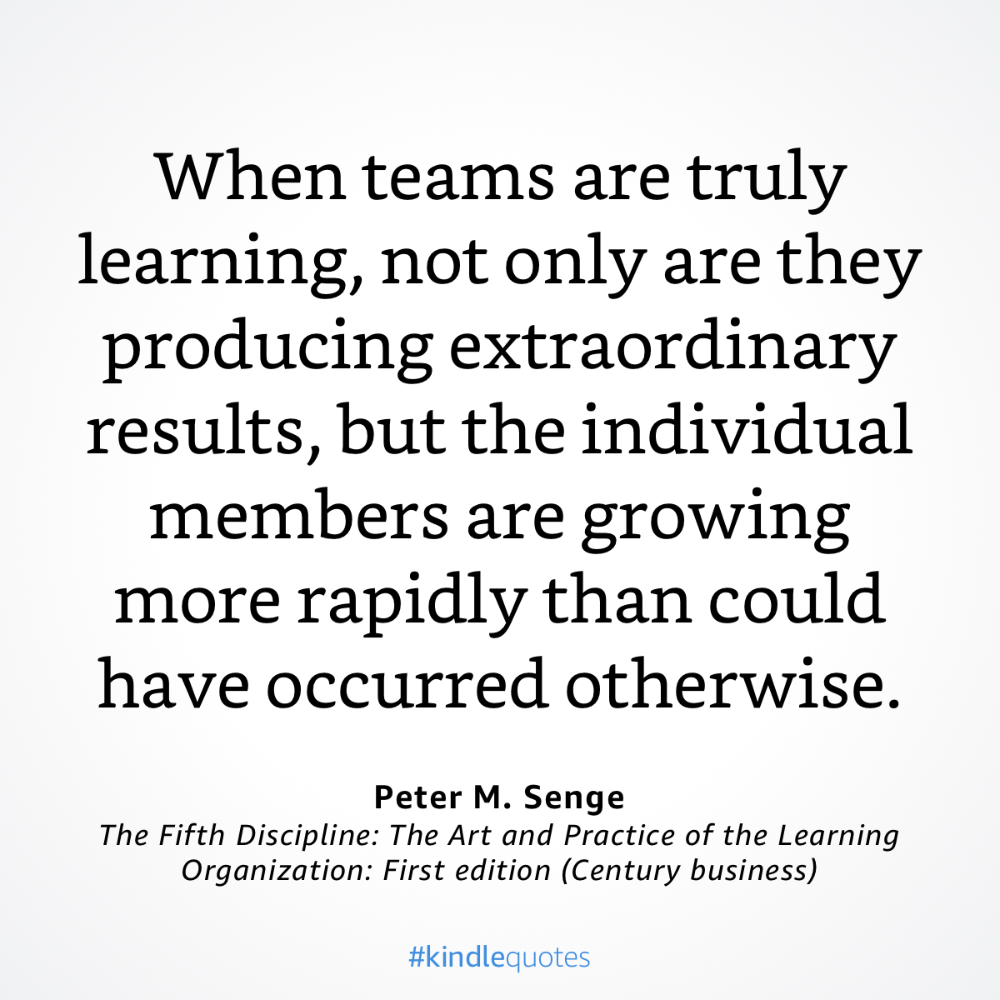 When teams are truly
learning, not only are they
producing extraordinary
results, but the individual
members are growing
more rapidly than could
have occurred otherwise.
Peter M. Senge
The Fifth Discipline: The Art and Practice of the Learning
Organization: First edition (Century business)
#kindlequotes